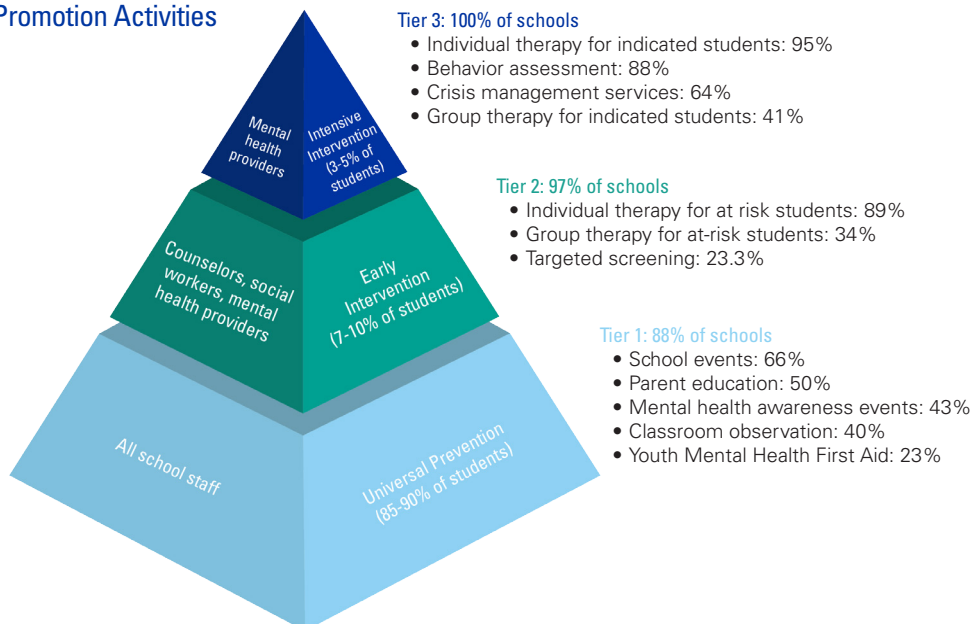 Promotion Activities
Tier 3: 100% of schools
• Individual therapy for indicated students: 95%
• Behavior assessment: 88%
• Crisis management services: 64%
• Group therapy for indicated students: 41%
Mental
health
providers
Intensive
Intervention
(3-5% of
students)
Tier 2: 97% of schools
• Individual therapy for at risk students: 89%
• Group therapy for at-risk students: 34%
• Targeted screening: 23.3%
Counselors, social
workers, mental
health providers
Early
Intervention
(7-10% of students)
Tier 1: 88% of schools
• School events: 66%
• Parent education: 50%
• Mental health awareness events: 43%
• Classroom observation: 40%
• Youth Mental Health First Aid: 23%
All school staff
Universal Prevention
(85-90% of students)